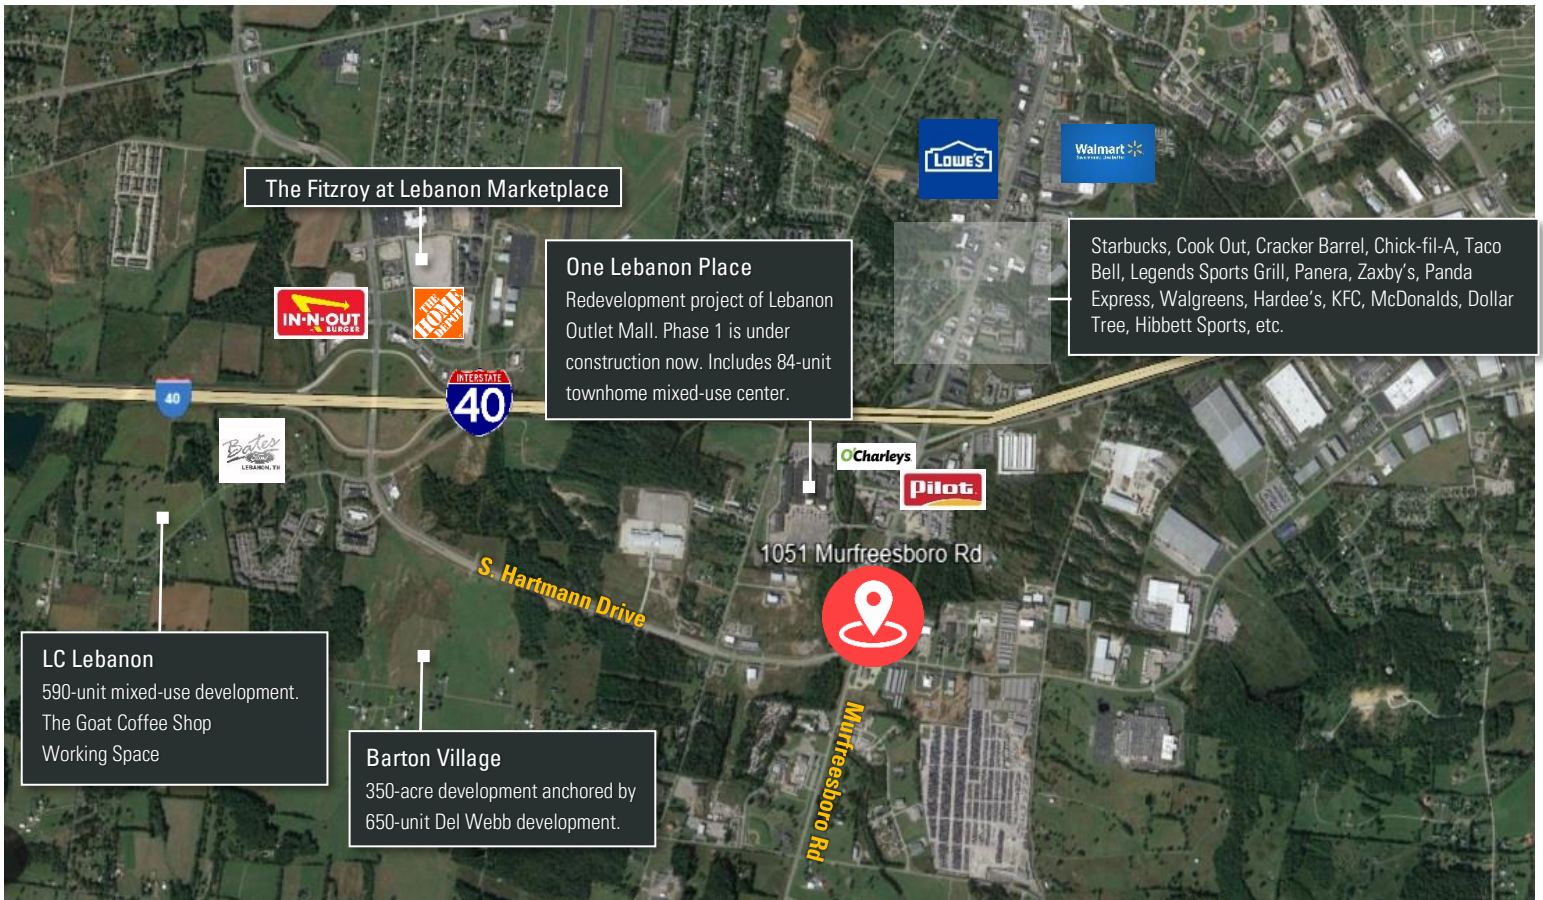 LOWE'S
Walmart
The Fitzroy at Lebanon Marketplace
One Lebanon Place
Redevelopment project of Lebanon
Outlet Mall. Phase 1 is under
construction now. Includes 84-unit
townhome mixed-use center.
Starbucks, Cook Out, Cracker Barrel, Chick-fil-A, Taco
Bell, Legends Sports Grill, Panera, Zaxby's, Panda
Express, Walgreens, Hardee's, KFC, McDonalds, Dollar
Tree, Hibbett Sports, etc.
IN-N-OUT
BURGER
THE
HOME
DEPOT
40
INTERSTATE
40
Bates
LEBANON, TN
O'Charley's
PILOT
1051 Murfreesboro Rd
S. Hartmann Drive
LC Lebanon
590-unit mixed-use development.
The Goat Coffee Shop
Working Space
Murfreesboro Rd
Barton Village
350-acre development anchored by
650-unit Del Webb development.